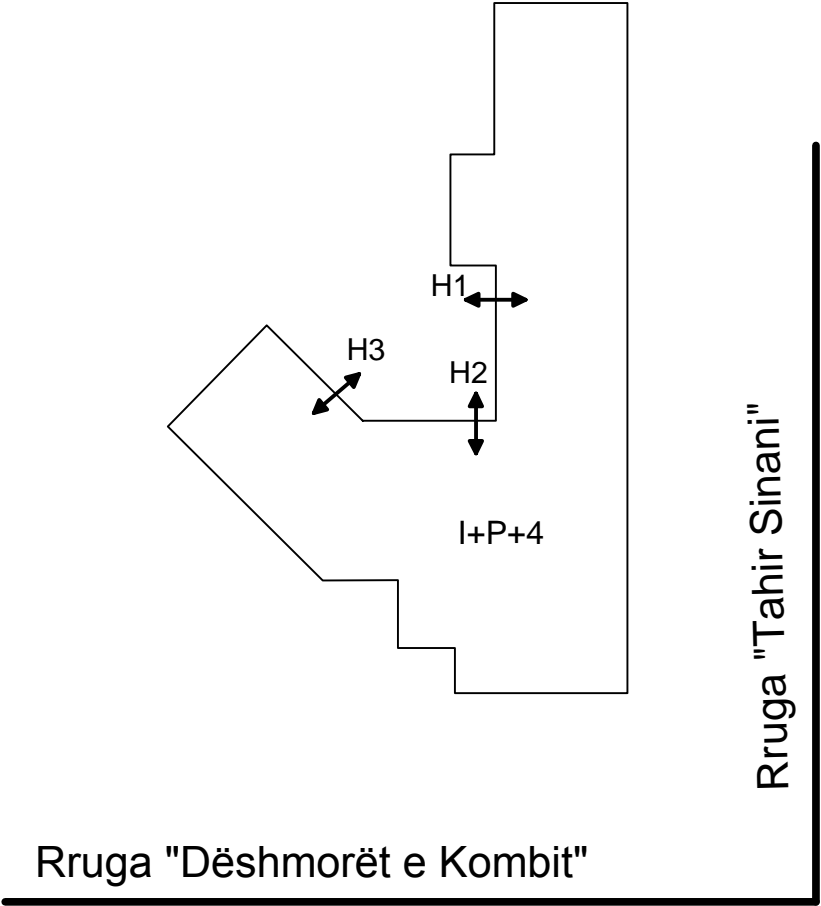 H1
H3
H2
I+P+4
Rruga "Tahir Sinani"
Rruga "Dëshmorët e Kombit"